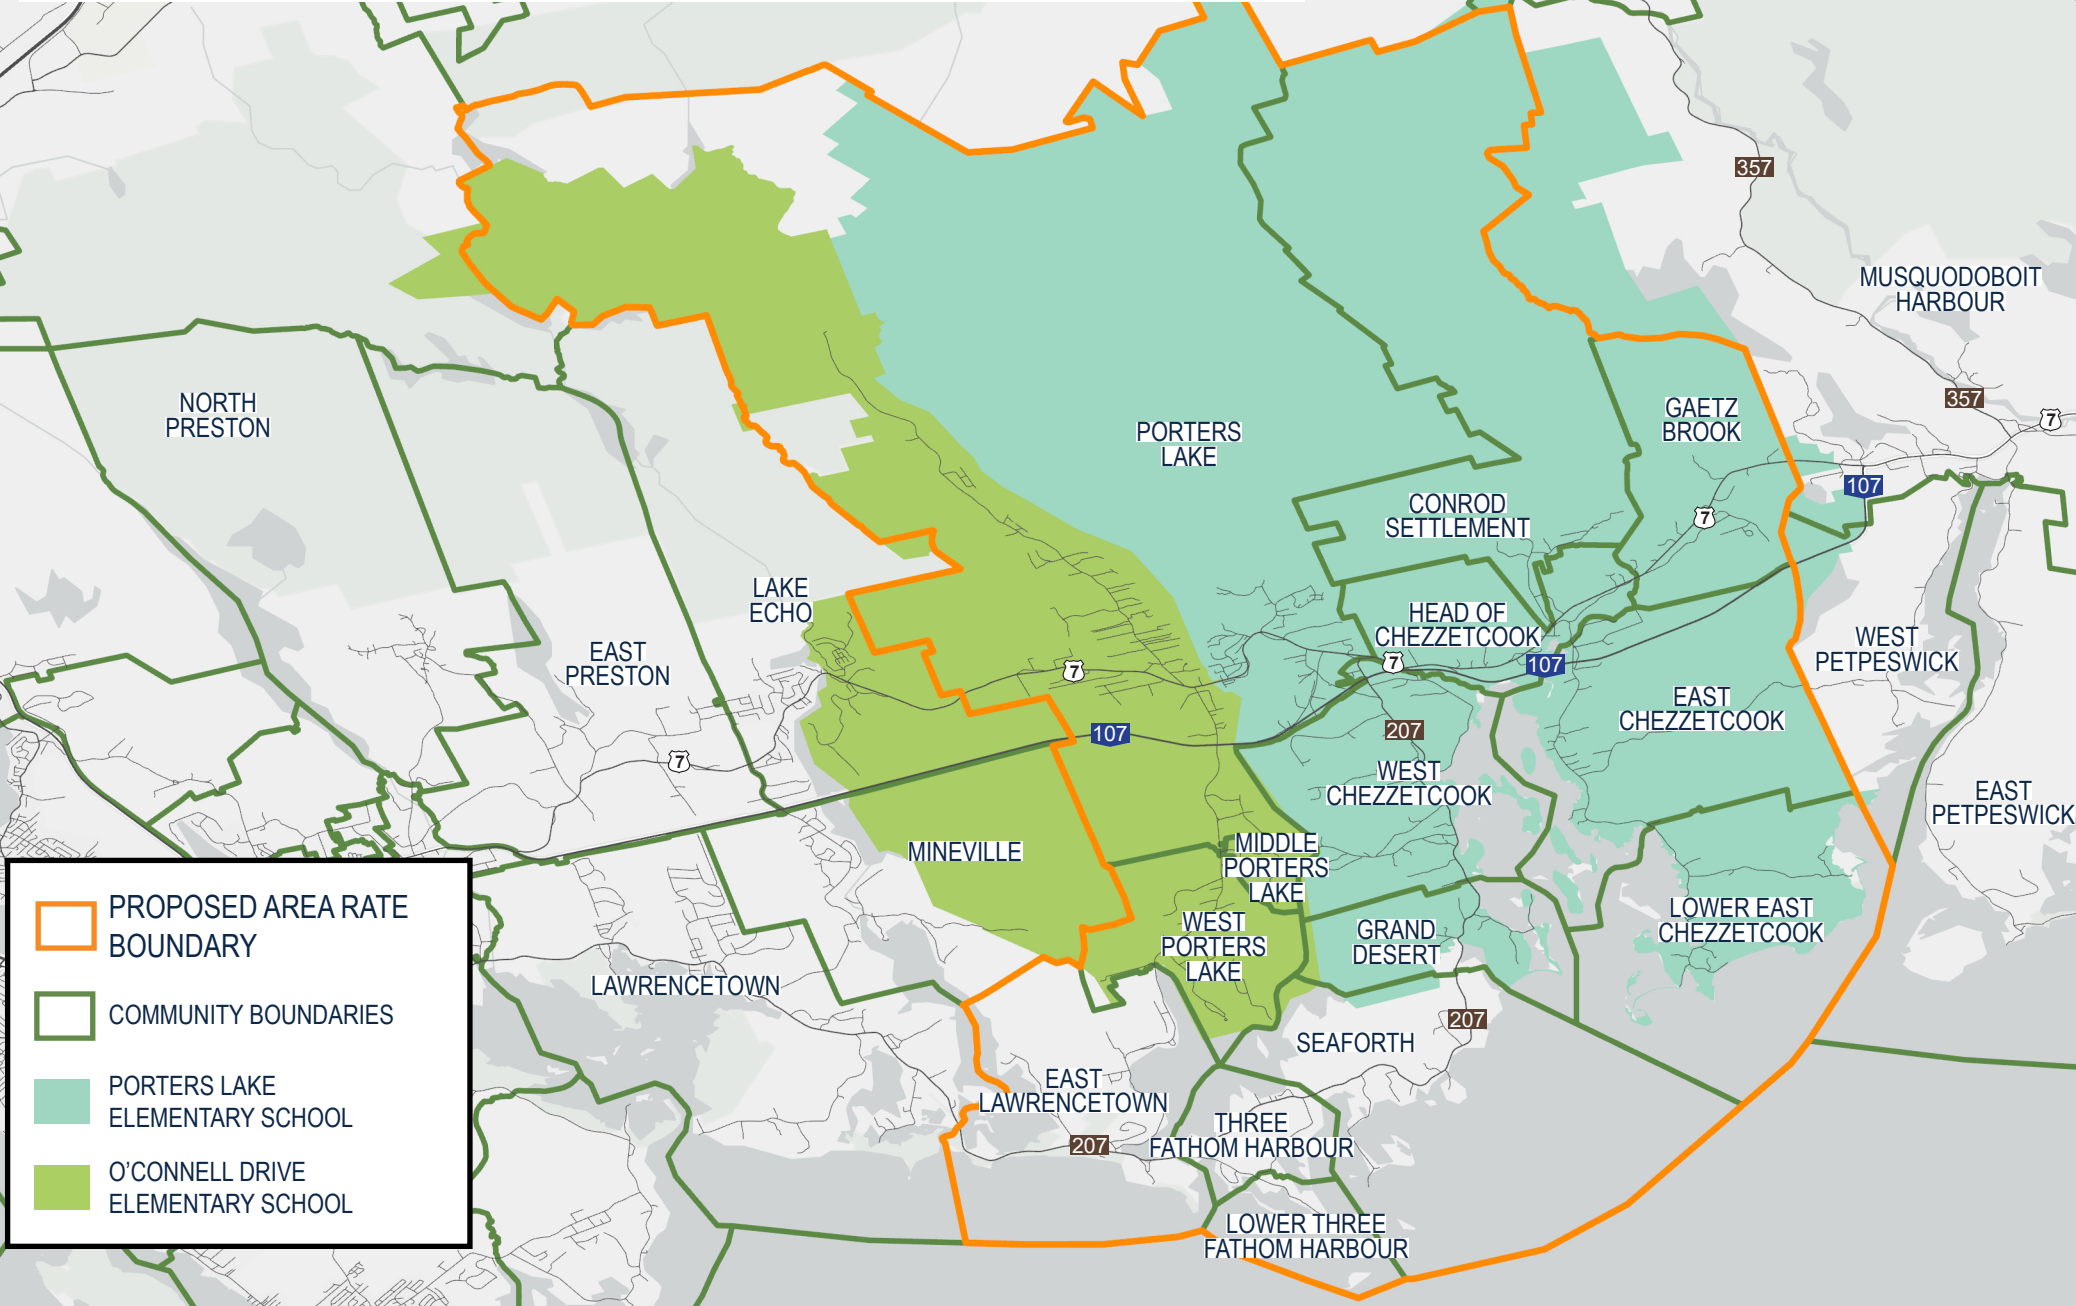 357
MUSQUODOBOIT
HARBOUR
NORTH
PRESTON
357
7
GAETZ
BROOK
PORTERS
LAKE
107
CONROD
SETTLEMENT
7
LAKE
ECHO
HEAD OF
CHEZZETCOOK
EAST
PRESTON
WEST
PETPESWICK
7
7
107
EAST
CHEZZETCOOK
107
207
7
WEST
CHEZZETCOOK
EAST
PETPESWICK
MINEVILLE
MIDDLE
PORTERS
LAKE
WEST
PORTERS
LAKE
GRAND
DESERT
LOWER EAST
CHEZZETCOOK
LAWRENCETOWN
207
SEAFORTH
EAST
LAWRENCETOWN
207
THREE
FATHOM HARBOUR
LOWER THREE
FATHOM HARBOUR
PROPOSED AREA RATE
BOUNDARY
COMMUNITY BOUNDARIES
PORTERS LAKE
ELEMENTARY SCHOOL
O'CONNELL DRIVE
ELEMENTARY SCHOOL